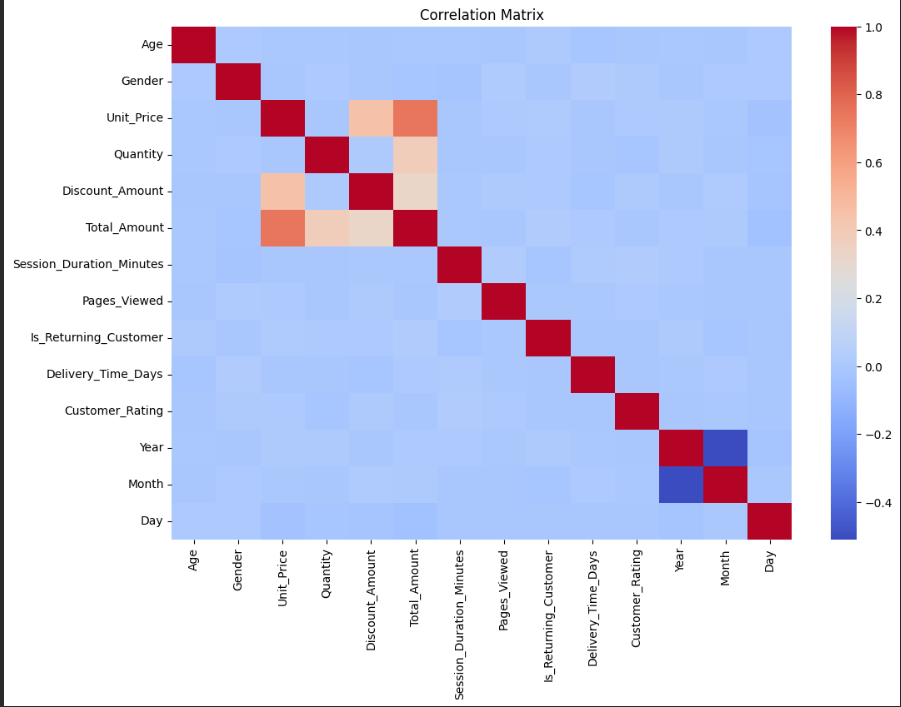 Correlation Matrix
Age
Gender
Unit_Price
Quantity
Discount_Amount
Total_Amount
Session_Duration_Minutes
Pages_Viewed
Is_Returning_Customer
Delivery_Time_Days
Customer_Rating
Year
Month
Day
Age
Gender
Unit_Price
Quantity
Discount_Amount
Total_Amount
Session_Duration_Minutes
Pages_Viewed
Is_Returning_Customer
Delivery_Time_Days
Customer_Rating
Year
Month
Day
1.0
0.8
0.6
0.4
0.2
0.0
−0.2
−0.4